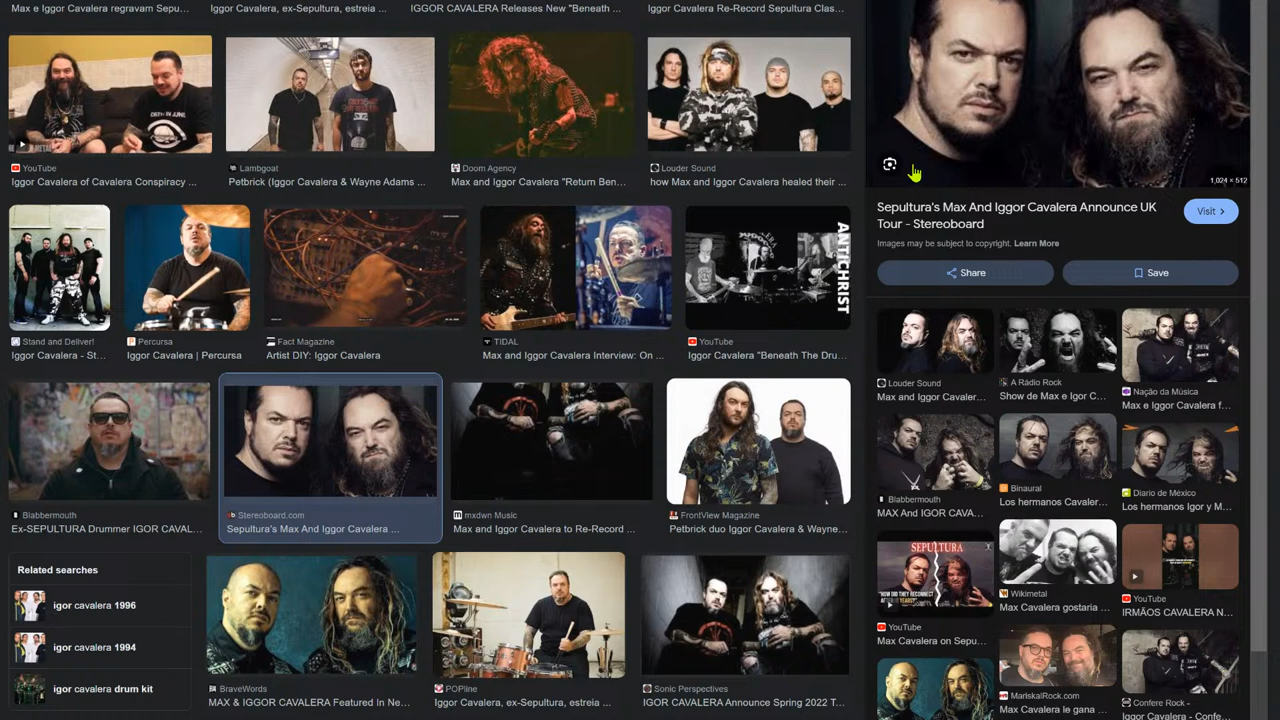 Max e Iggor Cavalera regravam Sepu...
Igor Cavalera, ex-Sepultura, estreia ...
IGGOR CAVALERA Releases New "Beneath ...
Igor Cavalera Re-Record Sepultura Clas...
YouTube
Iggor Cavalera of Cavalera Conspiracy ...
Lambgoat
Petbrick (Iggor Cavalera & Wayne Adams ...
Doom Agency
Max and Iggor Cavalera "Return Ben...
Louder Sound
how Max and Iggor Cavalera healed their ...
Stand and Deliver!
Iggor Cavalera - St...
Percursa
Iggor Cavalera | Percursa
Fact Magazine
Artist DIY: Iggor Cavalera
TIDAL
Max and Iggor Cavalera Interview: On ...
ANTICHRIST
YouTube
Iggor Cavalera "Beneath The Dru...
Blabbermouth
Ex-SEPULTURA Drummer IGOR CAVAL...
Stereoboard.com
Sepultura's Max And Iggor Cavalera ...
mxdwn Music
Max and Iggor Cavalera to Re-Record ...
FrontView Magazine
Petbrick duo Iggor Cavalera & Wayne...
Related searches
igor cavalera 1996
igor cavalera 1994
igor cavalera drum kit
BraveWords
MAX & IGGOR CAVALERA Featured In Ne...
POPline
Igor Cavalera, ex-Sepultura, estreia ...
Sonic Perspectives
IGOR CAVALERA Announce Spring 2022 T...
1,024 × 512
Sepultura's Max And Iggor Cavalera Announce UK
Tour - Stereoboard
Visit
Images may be subject to copyright. Learn More
Share
Save
Louder Sound
Max and Iggor Cavaler...
A Rádio Rock
Show de Max e Igor C...
Nação da Música
Max e Iggor Cavalera f...
Blabbermouth
MAX And IGOR CAVA...
Binaural
Los hermanos Cavaler...
Diario de México
Los hermanos Igor y M...
SEPULTURA
"HOW DID THEY RECONNECT
YouTube
Max Cavalera on Sepu...
Wikimetal
Max Cavalera gostaria ...
YouTube
IRMÃOS CAVALERA N...
MariskalRock.com
Max Cavalera le gana ...
Confere Rock -
Igor Cavalera - Confe...